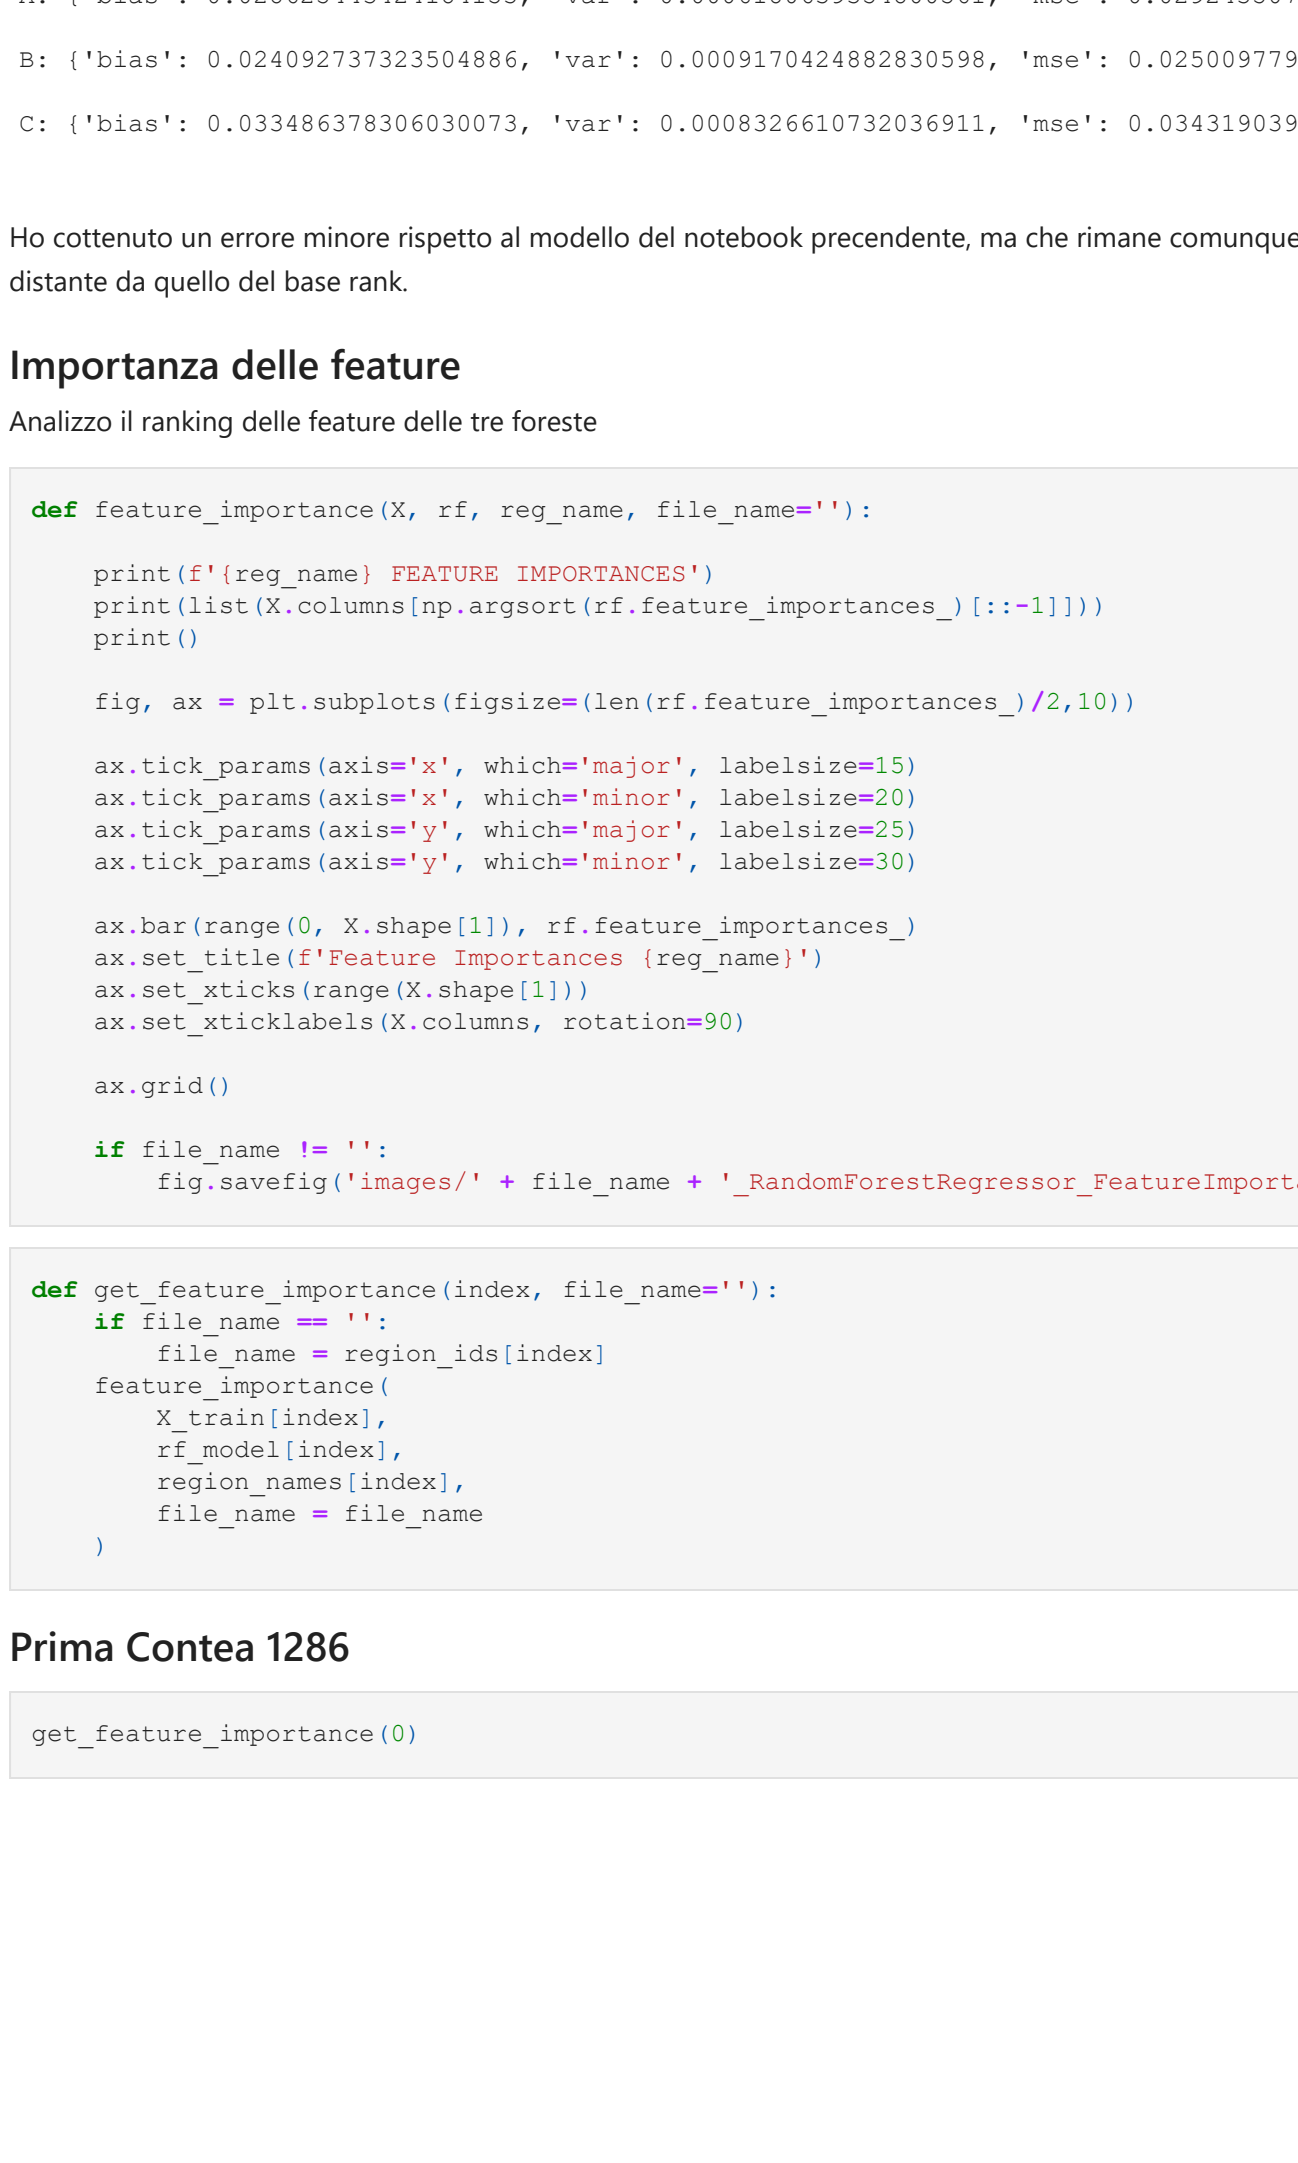 B: {'bias': 0.024092737323504886, 'var': 0.0009170424882830598, 'mse': 0.025009779
C: {'bias': 0.033486378306030073, 'var': 0.0008326610732036911, 'mse': 0.034319039
Ho cottenuto un errore minore rispetto al modello del notebook precendente, ma che rimane comunque
distante da quello del base rank.
Importanza delle feature
Analizzo il ranking delle feature delle tre foreste
def feature_importance(X, rf, reg_name, file_name=''):
    print(f'{reg_name} FEATURE IMPORTANCES')
    print(list(X.columns[np.argsort(rf.feature_importances_)[::-1]]))
    print()
    fig, ax = plt.subplots(figsize=(len(rf.feature_importances_)/2,10))
    ax.tick_params(axis='x', which='major', labelsize=15)
    ax.tick_params(axis='x', which='minor', labelsize=20)
    ax.tick_params(axis='y', which='major', labelsize=25)
    ax.tick_params(axis='y', which='minor', labelsize=30)
    ax.bar(range(0, X.shape[1]), rf.feature_importances_)
    ax.set_title(f'Feature Importances {reg_name}')
    ax.set_xticks(range(X.shape[1]))
    ax.set_xticklabels(X.columns, rotation=90)
    ax.grid()
    if file_name != '':
        fig.savefig('images/' + file_name + '_RandomForestRegressor_FeatureImport
def get_feature_importance(index, file_name=''):
    if file_name == '':
        file_name = region_ids[index]
    feature_importance(
        X_train[index],
        rf_model[index],
        region_names[index],
        file_name = file_name
    )
Prima Contea 1286
get_feature_importance(0)